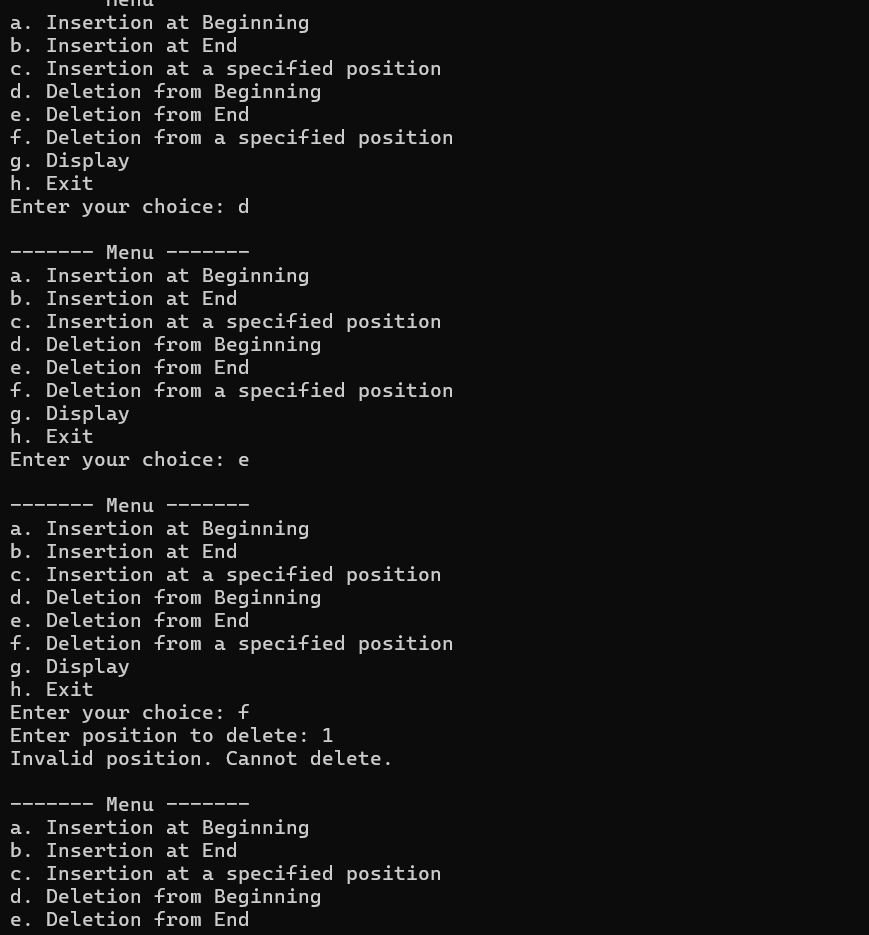 Menu
a. Insertion at Beginning
b. Insertion at End
c. Insertion at a specified position
d. Deletion from Beginning
e. Deletion from End
f. Deletion from a specified position
g. Display
h. Exit
Enter your choice: d
------- Menu -------
a. Insertion at Beginning
b. Insertion at End
c. Insertion at a specified position
d. Deletion from Beginning
e. Deletion from End
f. Deletion from a specified position
g. Display
h. Exit
Enter your choice: e
------- Menu -------
a. Insertion at Beginning
b. Insertion at End
c. Insertion at a specified position
d. Deletion from Beginning
e. Deletion from End
f. Deletion from a specified position
g. Display
h. Exit
Enter your choice: f
Enter position to delete: 1
Invalid position. Cannot delete.
------- Menu -------
a. Insertion at Beginning
b. Insertion at End
c. Insertion at a specified position
d. Deletion from Beginning
e. Deletion from End